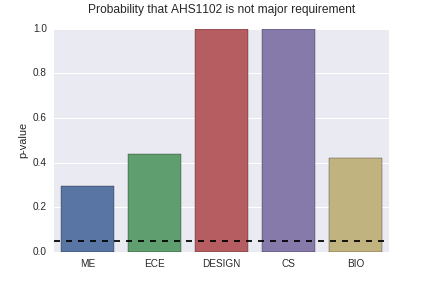 Probability that AHS1102 is not major requirement
1.0
0.8
0.6
0.4
0.2
0.0
p-value
ME ECE DESIGN CS BIO